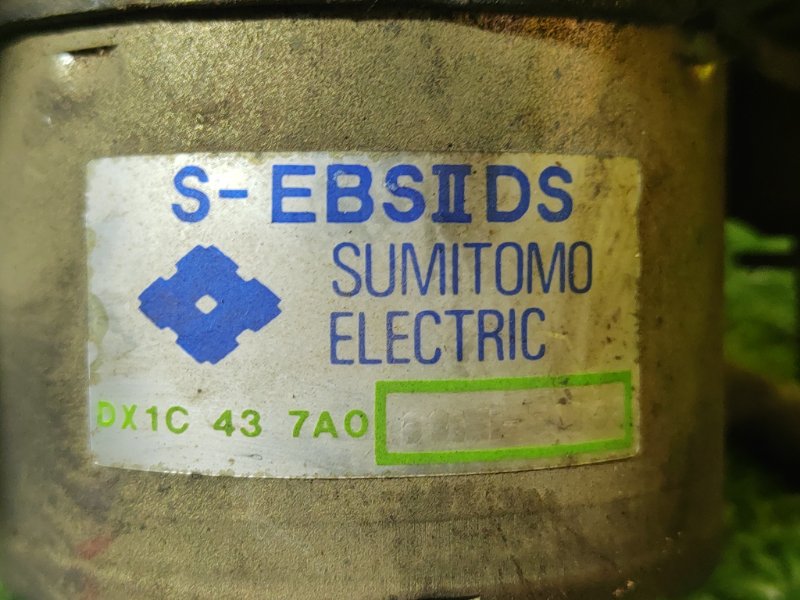 S-EBSⅡDS
SUMITOMO
ELECTRIC
DX1C 43 7A0